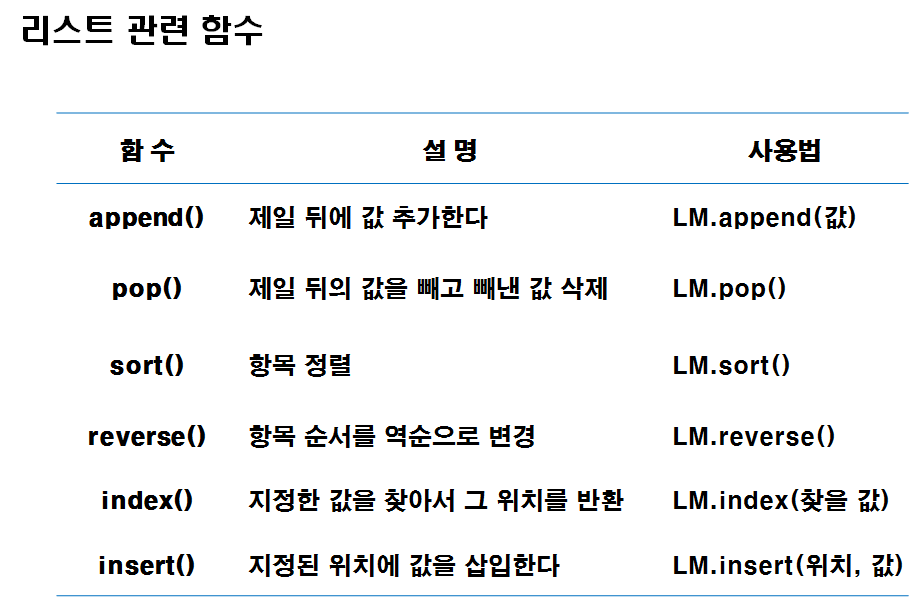 리스트 관련 함수
함 수 설 명 사용법
append() 제일 뒤에 값 추가한다 LM.append(값)
pop() 제일 뒤의 값을 빼고 빼낸 값 삭제 LM.pop()
sort() 항목 정렬 LM.sort()
reverse() 항목 순서를 역순으로 변경 LM.reverse()
index() 지정한 값을 찾아서 그 위치를 반환 LM.index(찾을 값)
insert() 지정된 위치에 값을 삽입한다 LM.insert(위치, 값)